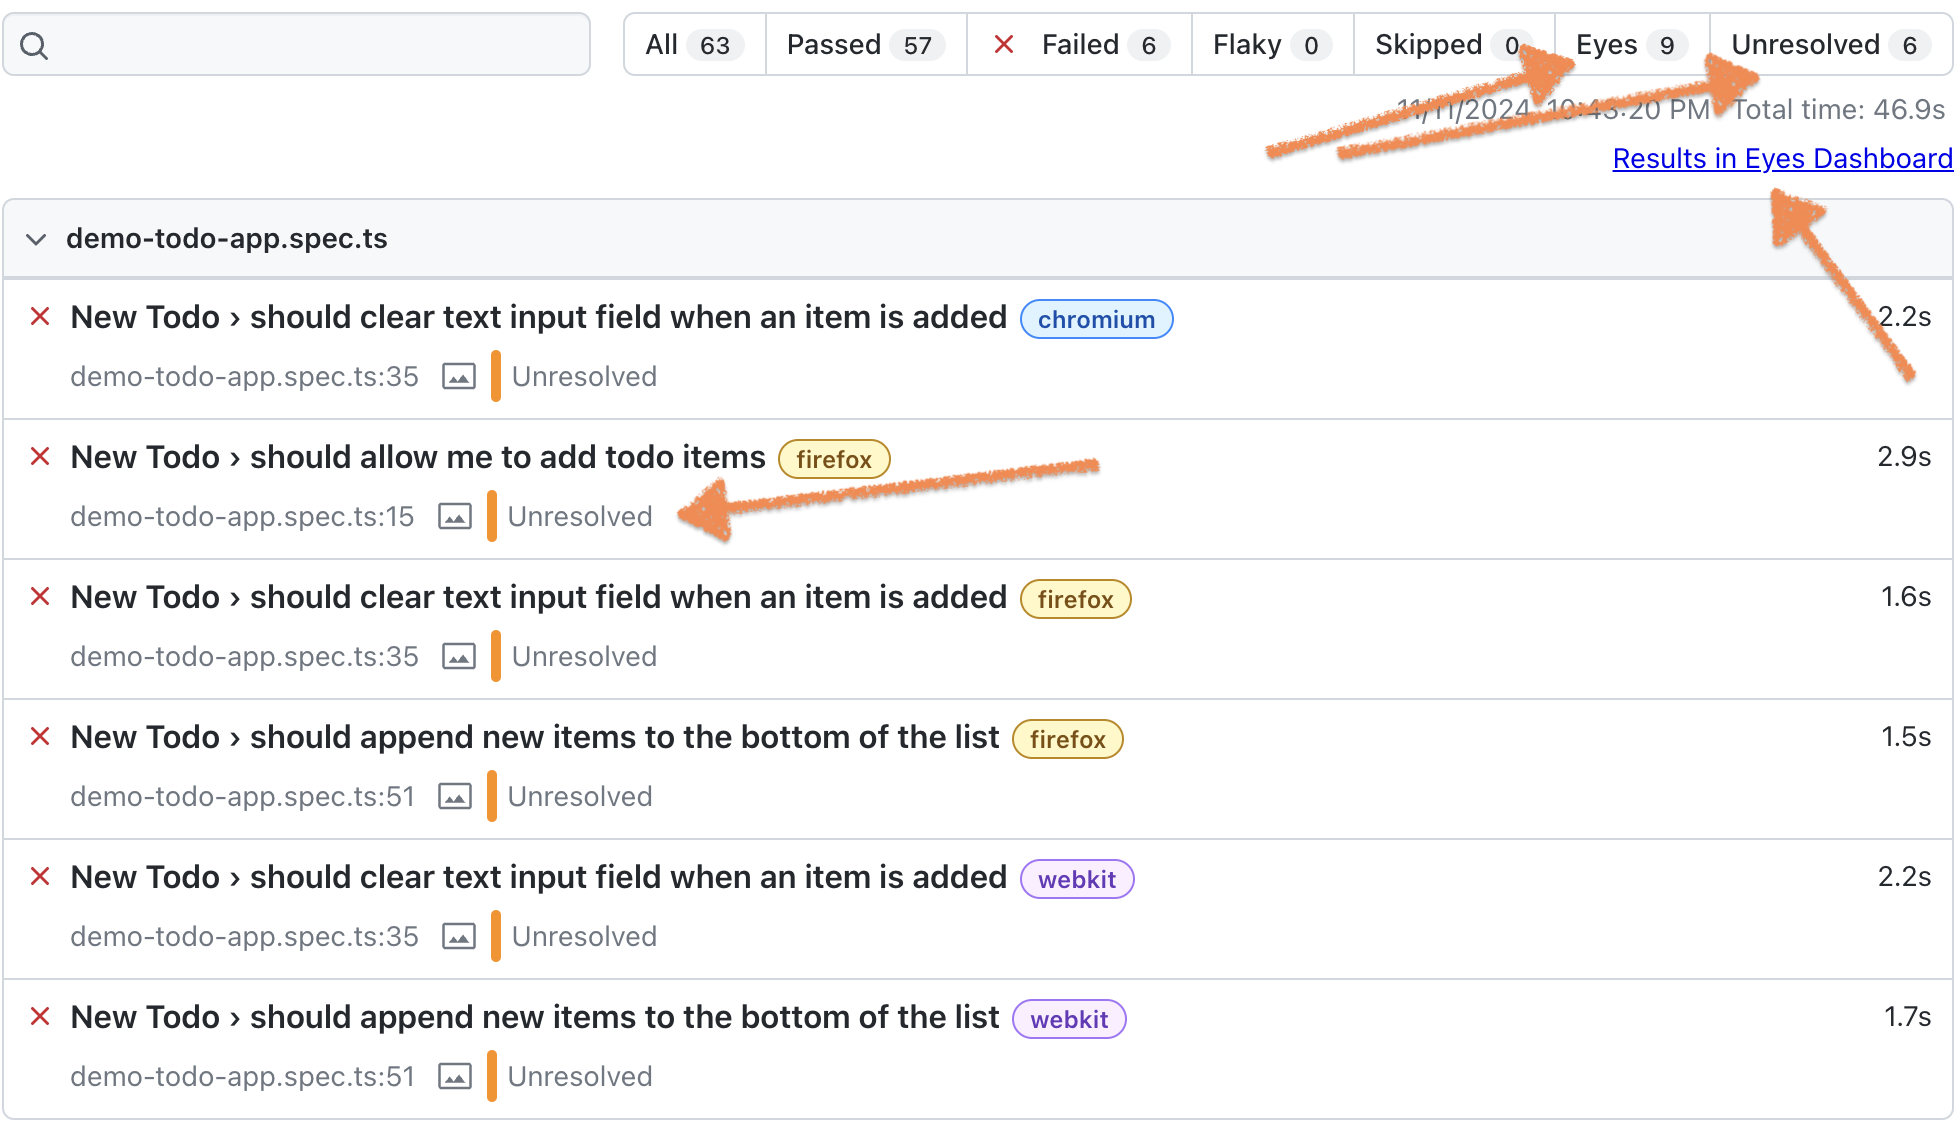 All 63 Passed 57 Failed 6 Flaky 0 Skipped 0 Eyes 9 Unresolved 6
11/11/2024, 10:43:20 PM Total time: 46.9s
Results in Eyes Dashboard
demo-todo-app.spec.ts
New Todo › should clear text input field when an item is added chromium 2.2s
demo-todo-app.spec.ts:35 Unresolved
New Todo › should allow me to add todo items firefox 2.9s
demo-todo-app.spec.ts:15 Unresolved
New Todo › should clear text input field when an item is added firefox 1.6s
demo-todo-app.spec.ts:35 Unresolved
New Todo › should append new items to the bottom of the list firefox 1.5s
demo-todo-app.spec.ts:51 Unresolved
New Todo › should clear text input field when an item is added webkit 2.2s
demo-todo-app.spec.ts:35 Unresolved
New Todo › should append new items to the bottom of the list webkit 1.7s
demo-todo-app.spec.ts:51 Unresolved